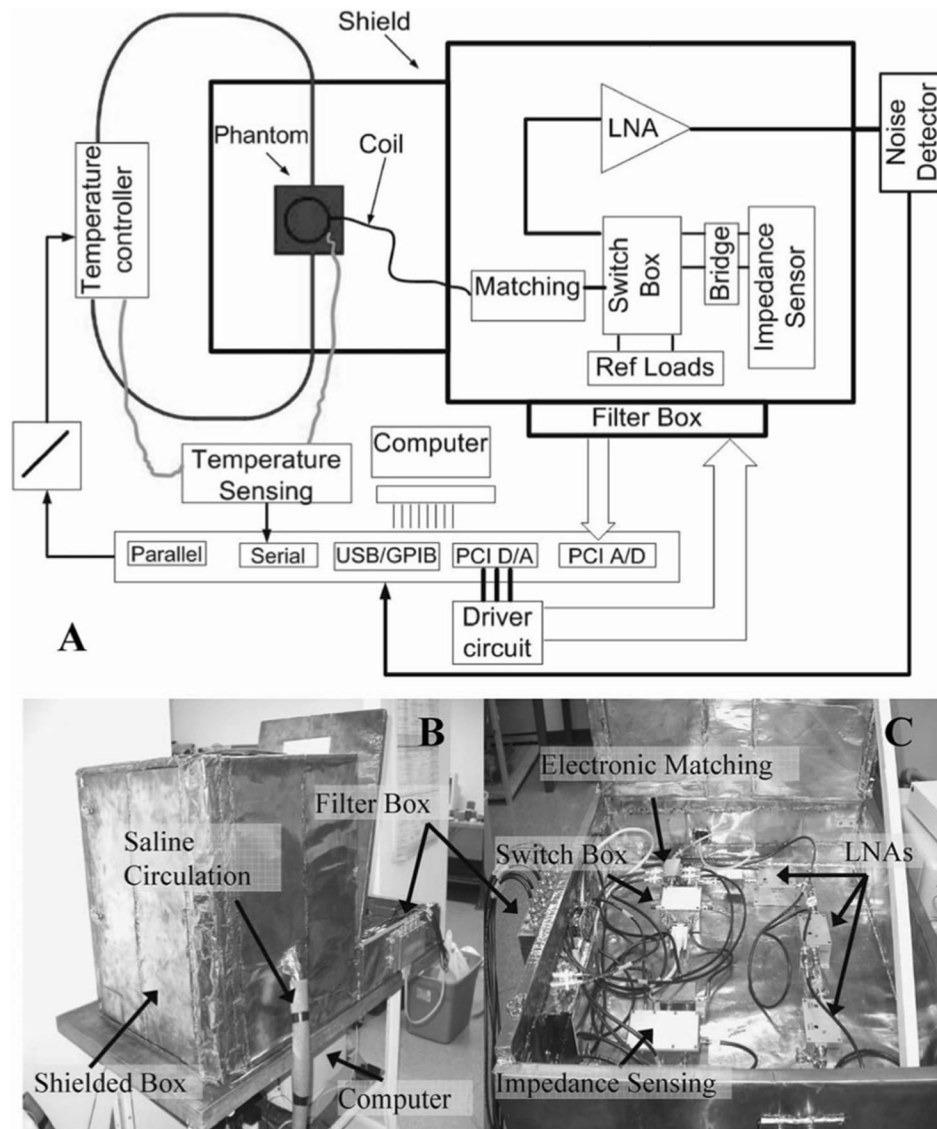 Shield
Phantom
Coil
LNA
Noise
Detector
Temperature
controller
Matching
Switch
Box
Bridge
Impedance
Sensor
Ref Loads
Filter Box
Temperature
Sensing
Computer
Parallel
Serial
USB/GPIB
PCI D/A
PCI A/D
Driver
circuit
A
B
Filter Box
Saline
Circulation
Shielded Box
Computer
C
Electronic Matching
Switch Box
LNAs
Impedance Sensing